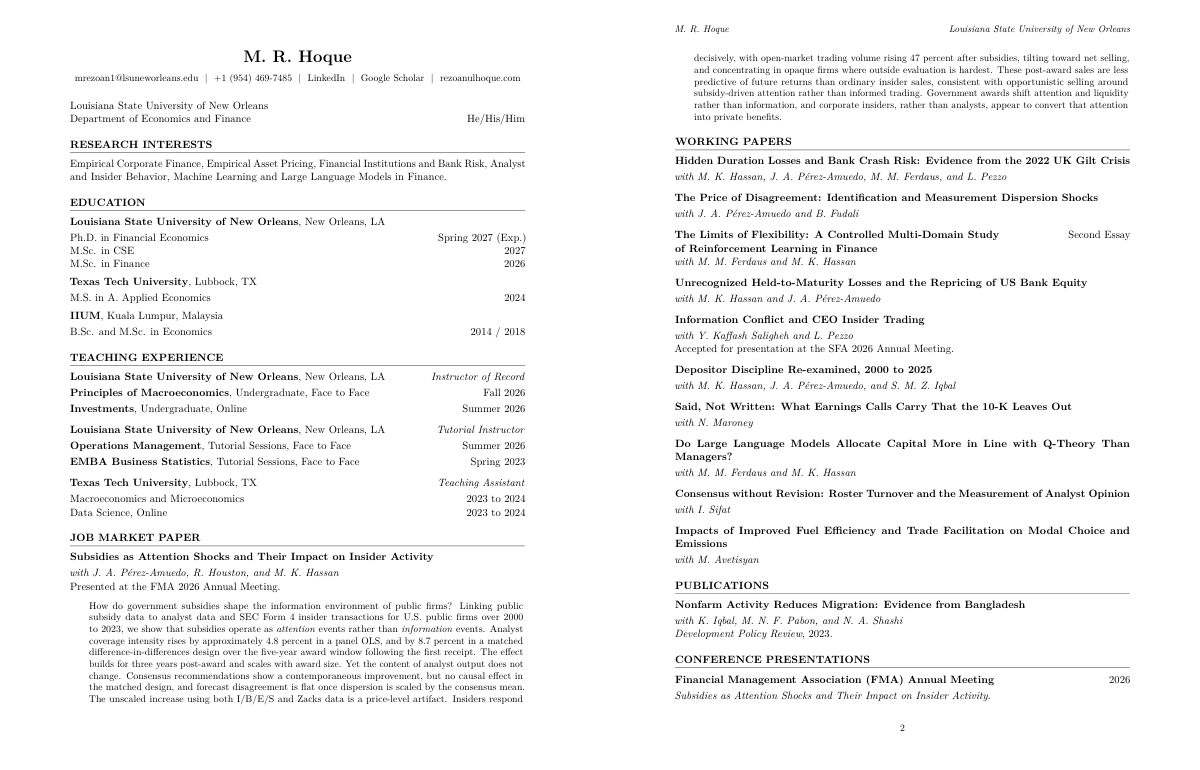 M. R. Hoque
mrezoan1@lsuneworleans.edu | +1 (954) 469-7485 | LinkedIn | Google Scholar | rezoanulhoque.com
Louisiana State University of New Orleans
Department of Economics and Finance He/His/Him
RESEARCH INTERESTS
Empirical Corporate Finance, Empirical Asset Pricing, Financial Institutions and Bank Risk, Analyst
and Insider Behavior, Machine Learning and Large Language Models in Finance.
EDUCATION
Louisiana State University of New Orleans, New Orleans, LA
Ph.D. in Financial Economics Spring 2027 (Exp.)
M.Sc. in CSE 2027
M.Sc. in Finance 2026
Texas Tech University, Lubbock, TX
M.S. in A. Applied Economics 2024
IIUM, Kuala Lumpur, Malaysia
B.Sc. and M.Sc. in Economics 2014 / 2018
TEACHING EXPERIENCE
Louisiana State University of New Orleans, New Orleans, LA Instructor of Record
Principles of Macroeconomics, Undergraduate, Face to Face Fall 2026
Investments, Undergraduate, Online Summer 2026
Louisiana State University of New Orleans, New Orleans, LA Tutorial Instructor
Operations Management, Tutorial Sessions, Face to Face Summer 2026
EMBA Business Statistics, Tutorial Sessions, Face to Face Spring 2023
Texas Tech University, Lubbock, TX Teaching Assistant
Macroeconomics and Microeconomics 2023 to 2024
Data Science, Online 2023 to 2024
JOB MARKET PAPER
Subsidies as Attention Shocks and Their Impact on Insider Activity
with J. A. Pérez-Amuedo, R. Houston, and M. K. Hassan
Presented at the FMA 2026 Annual Meeting.
How do government subsidies shape the information environment of public firms? Linking public
subsidy data to analyst data and SEC Form 4 insider transactions for U.S. public firms over 2000
to 2023, we show that subsidies operate as attention events rather than information events. Analyst
coverage intensity rises by approximately 4.8 percent in a panel OLS, and by 8.7 percent in a matched
difference-in-differences design over the five-year award window following the first receipt. The effect
builds for three years post-award and scales with award size. Yet the content of analyst output does not
change. Consensus recommendations show a contemporaneous improvement, but no causal effect in
the matched design, and forecast disagreement is flat once dispersion is scaled by the consensus mean.
The unscaled increase using both I/B/E/S and Zacks data is a price-level artifact. Insiders respond
M. R. Hoque Louisiana State University of New Orleans
decisively, with open-market trading volume rising 47 percent after subsidies, tilting toward net selling,
and concentrating in opaque firms where outside evaluation is hardest. These post-award sales are less
predictive of future returns than ordinary insider sales, consistent with opportunistic selling around
subsidy-driven attention rather than informed trading. Government awards shift attention and liquidity
rather than information, and corporate insiders, rather than analysts, appear to convert that attention
into private benefits.
WORKING PAPERS
Hidden Duration Losses and Bank Crash Risk: Evidence from the 2022 UK Gilt Crisis
with M. K. Hassan, J. A. Pérez-Amuedo, M. M. Ferdaus, and L. Pezzo
The Price of Disagreement: Identification and Measurement Dispersion Shocks
with J. A. Pérez-Amuedo and B. Fudali
The Limits of Flexibility: A Controlled Multi-Domain Study Second Essay
of Reinforcement Learning in Finance
with M. M. Ferdaus and M. K. Hassan
Unrecognized Held-to-Maturity Losses and the Repricing of US Bank Equity
with M. K. Hassan and J. A. Pérez-Amuedo
Information Conflict and CEO Insider Trading
with Y. Kaffash Saligheh and L. Pezzo
Accepted for presentation at the SFA 2026 Annual Meeting.
Depositor Discipline Re-examined, 2000 to 2025
with M. K. Hassan, J. A. Pérez-Amuedo, and S. M. Z. Iqbal
Said, Not Written: What Earnings Calls Carry That the 10-K Leaves Out
with N. Maroney
Do Large Language Models Allocate Capital More in Line with Q-Theory Than
Managers?
with M. M. Ferdaus and M. K. Hassan
Consensus without Revision: Roster Turnover and the Measurement of Analyst Opinion
with I. Sifat
Impacts of Improved Fuel Efficiency and Trade Facilitation on Modal Choice and
Emissions
with M. Avetisyan
PUBLICATIONS
Nonfarm Activity Reduces Migration: Evidence from Bangladesh
with K. Iqbal, M. N. F. Pabon, and N. A. Shashi
Development Policy Review, 2023.
CONFERENCE PRESENTATIONS
Financial Management Association (FMA) Annual Meeting 2026
Subsidies as Attention Shocks and Their Impact on Insider Activity.
2